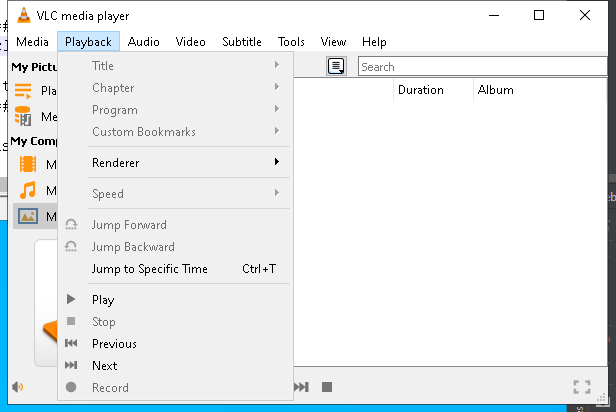 VLC media player
Media Playback Audio Video Subtitle Tools View Help
My Pictu
Search
Title
Chapter
Program
Custom Bookmarks
Renderer
Speed
Jump Forward
Jump Backward
Jump to Specific Time Ctrl+T
Play
Stop
Previous
Next
Record
Duration Album
Pla
Me
My Comp
M
M
M